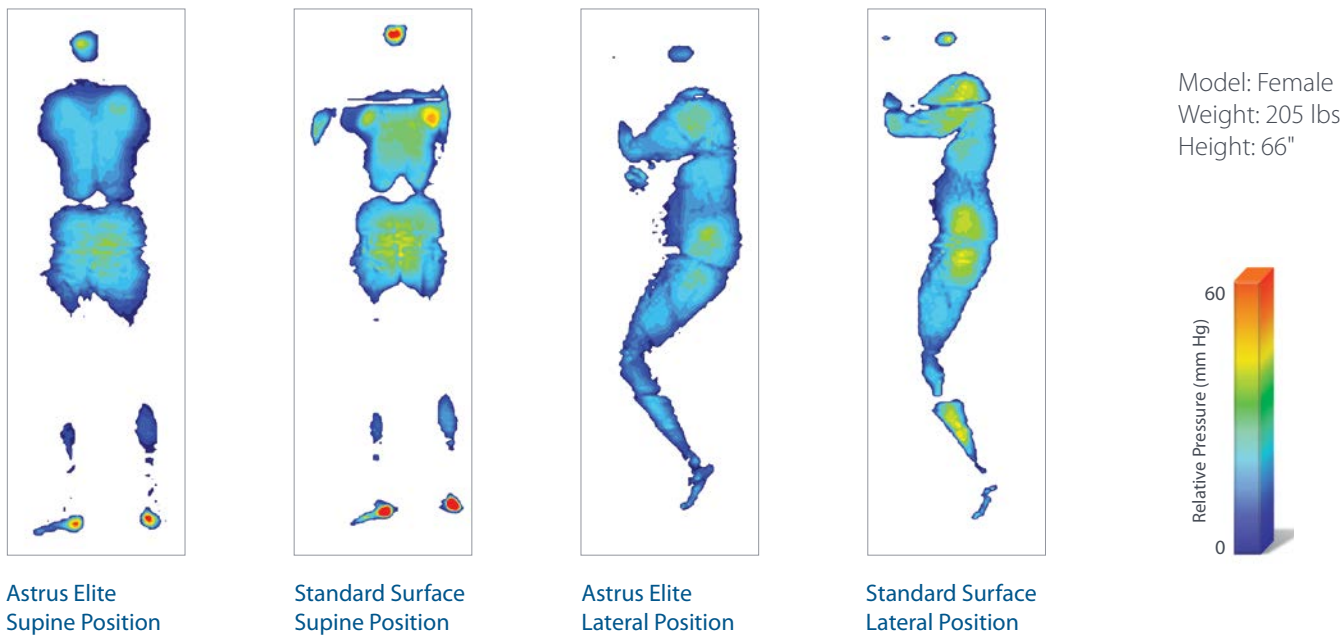 Model: Female
Weight: 205 lbs
Height: 66"
60
Relative Pressure (mm Hg)
0
Astrus Elite
Supine Position
Standard Surface
Supine Position
Astrus Elite
Lateral Position
Standard Surface
Lateral Position